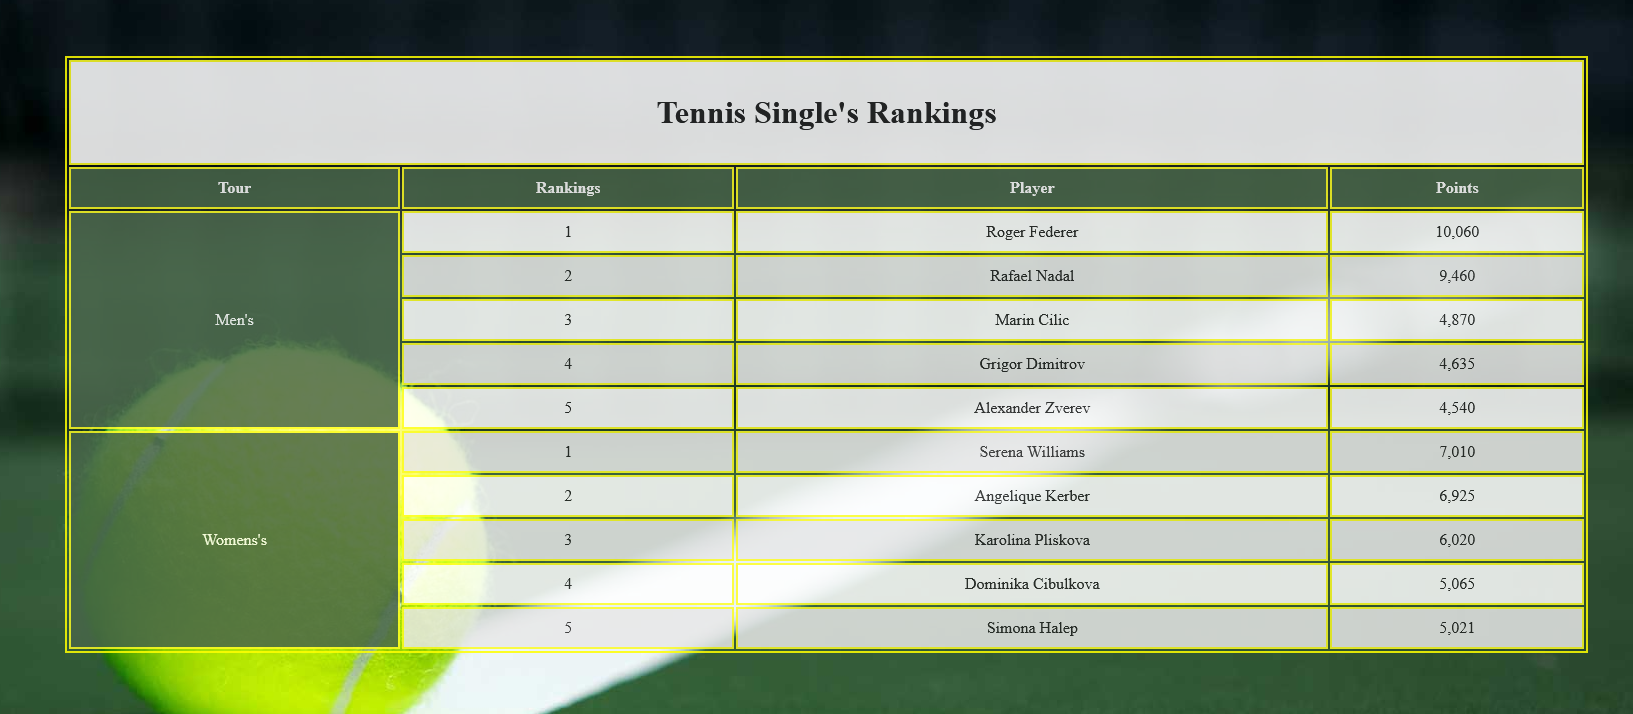 Tennis Single's Rankings
Tour Rankings Player Points
Men's
1 Roger Federer 10,060
2 Rafael Nadal 9,460
3 Marin Cilic 4,870
4 Grigor Dimitrov 4,635
5 Alexander Zverev 4,540
Womens's
1 Serena Williams 7,010
2 Angelique Kerber 6,925
3 Karolina Pliskova 6,020
4 Dominika Cibulkova 5,065
5 Simona Halep 5,021